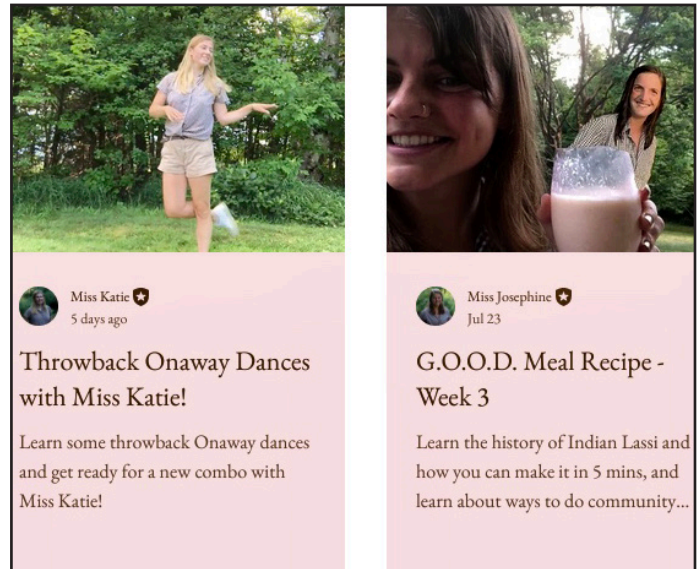 Miss Katie
5 days ago
Throwback Onaway Dances
with Miss Katie!
Learn some throwback Onaway dances
and get ready for a new combo with
Miss Katie!
Miss Josephine
Jul 23
G.O.O.D. Meal Recipe -
Week 3
Learn the history of Indian Lassi and
how you can make it in 5 mins, and
learn about ways to do community...